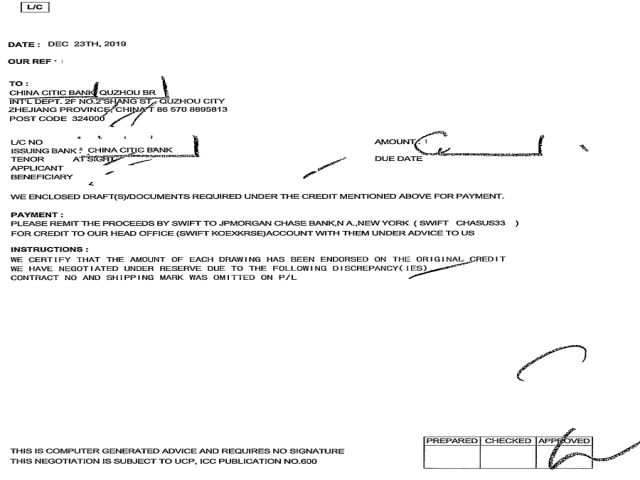 L/C
DATE : DEC 23TH, 2019
OUR REF :
TO :
CHINA CITIC BANK, QUZHOU BR
INT'L DEPT. 2F NO.2 SHANG ST, QUZHOU CITY
ZHEJIANG PROVINCE, CHINA T 86 570 8895813
POST CODE 324000
L/C NO AMOUNT :
ISSUING BANK : CHINA CITIC BANK
TENOR AT SIGHT DUE DATE
APPLICANT
BENEFICIARY
WE ENCLOSED DRAFT(S)/DOCUMENTS REQUIRED UNDER THE CREDIT MENTIONED ABOVE FOR PAYMENT.
PAYMENT :
PLEASE REMIT THE PROCEEDS BY SWIFT TO JPMORGAN CHASE BANK,N A.,NEW YORK ( SWIFT CHASUS33 )
FOR CREDIT TO OUR HEAD OFFICE (SWIFT KOEXKRSE)ACCOUNT WITH THEM UNDER ADVICE TO US
INSTRUCTIONS :
WE CERTIFY THAT THE AMOUNT OF EACH DRAWING HAS BEEN ENDORSED ON THE ORIGINAL CREDIT
WE HAVE NEGOTIATED UNDER RESERVE DUE TO THE FOLLOWING DISCREPANCY(IES)
CONTRACT NO AND SHIPPING MARK WAS OMITTED ON P/L
PREPARED CHECKED APPROVED
THIS IS COMPUTER GENERATED ADVICE AND REQUIRES NO SIGNATURE
THIS NEGOTIATION IS SUBJECT TO UCP, ICC PUBLICATION NO.600